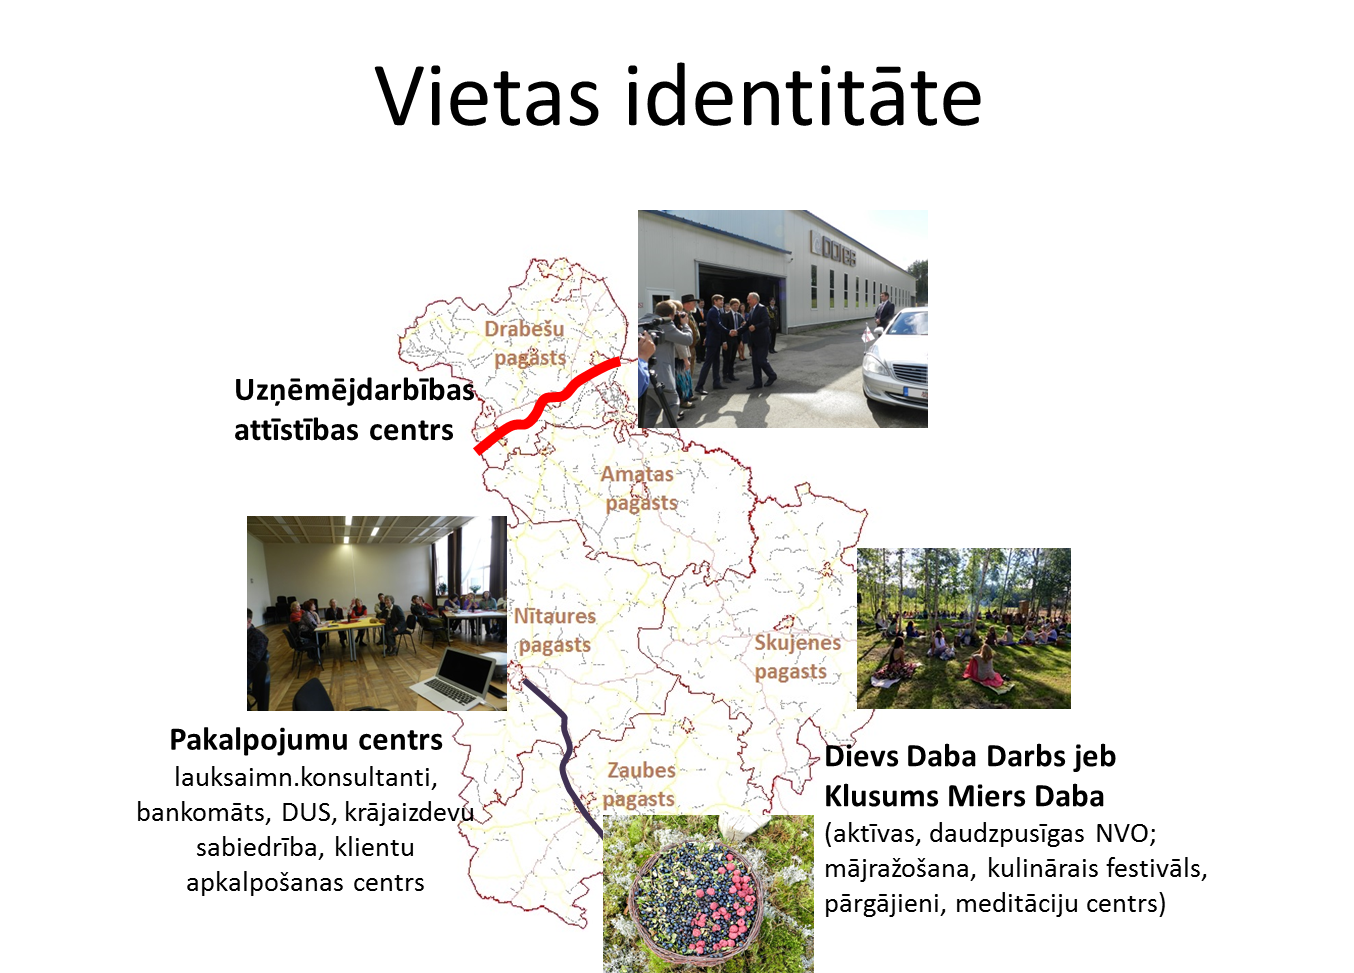 Vietas identitāte
Drabešu
pagasts
Uzņēmējdarbības
attīstības centrs
Amatas
pagasts
Nītaures
pagasts
Skujenes
pagasts
Zaubes
pagasts
Pakalpojumu centrs
lauksaimn.konsultanti,
bankomāts, DUS, krājaizdevu
sabiedrība, klientu
apkalpošanas centrs
Dievs Daba Darbs jeb
Klusums Miers Daba
(aktīvas, daudzpusīgas NVO;
mājražošana, kulinārais festivāls,
pārgājieni, meditāciju centrs)